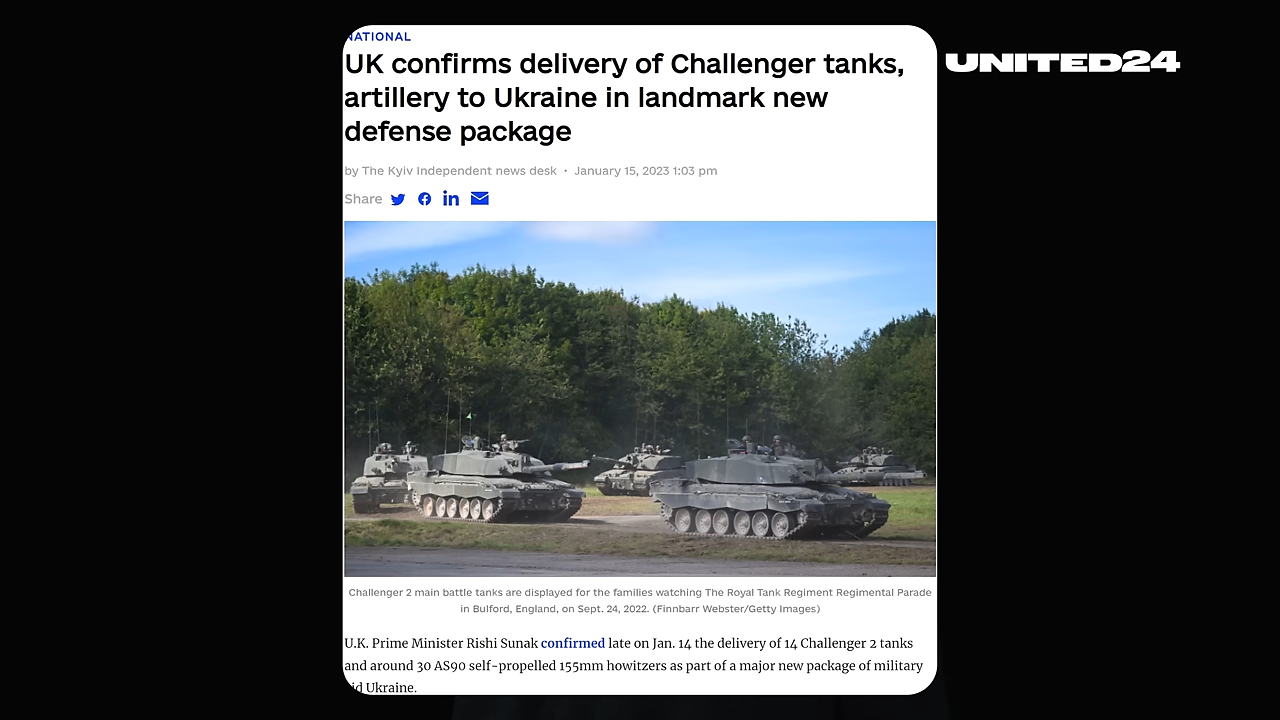 NATIONAL
UK confirms delivery of Challenger tanks,
artillery to Ukraine in landmark new
defense package
by The Kyiv Independent news desk · January 15, 2023 1:03 pm
Share
Challenger 2 main battle tanks are displayed for the families watching The Royal Tank Regiment Regimental Parade
in Bulford, England, on Sept. 24, 2022. (Finnbarr Webster/Getty Images)
U.K. Prime Minister Rishi Sunak confirmed late on Jan. 14 the delivery of 14 Challenger 2 tanks
and around 30 AS90 self-propelled 155mm howitzers as part of a major new package of military
aid Ukraine.
UNITED24